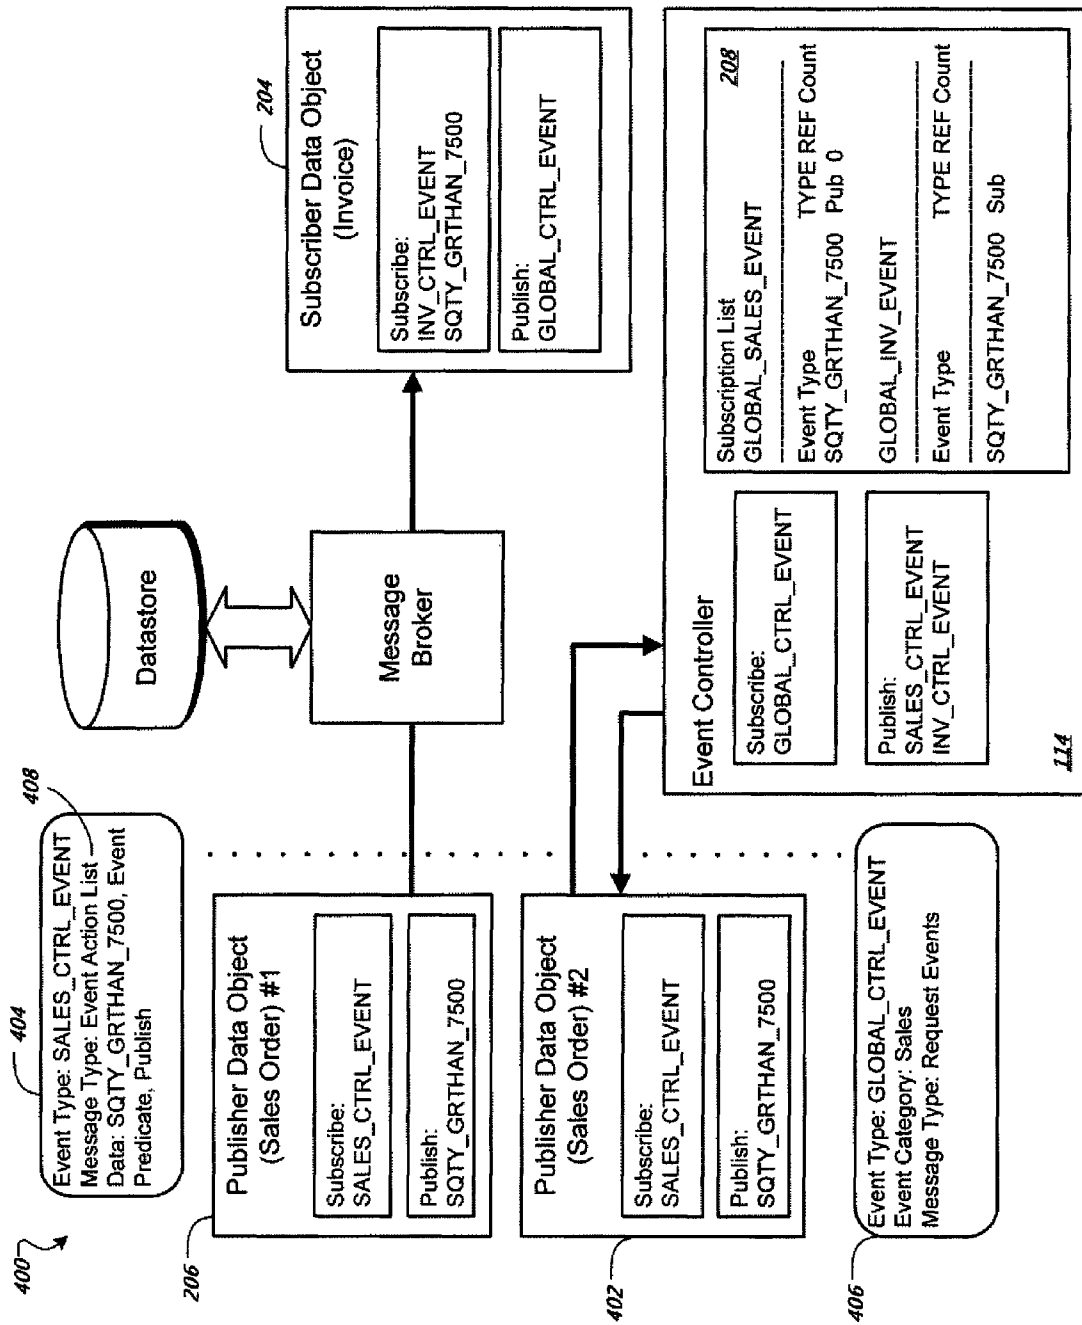 400
404
Event Type: SALES_CTRL_EVENT
Message Type: Event Action List
408
Data: SQTY_GRTHAN_7500, Event
Predicate, Publish
Datastore
Message
Broker
206
Publisher Data Object
(Sales Order) #1
Subscribe:
SALES_CTRL_EVENT
Publish:
SQTY_GRTHAN_7500
204
Subscriber Data Object
(Invoice)
Subscribe:
INV_CTRL_EVENT
SQTY_GRTHAN_7500
Publish:
GLOBAL_CTRL_EVENT
402
Publisher Data Object
(Sales Order) #2
Subscribe:
SALES_CTRL_EVENT
Publish:
SQTY_GRTHAN_7500
406
Event Type: GLOBAL_CTRL_EVENT
Event Category: Sales
Message Type: Request Events
Event Controller
Subscribe:
GLOBAL_CTRL_EVENT
Publish:
SALES_CTRL_EVENT
INV_CTRL_EVENT
114
Subscription List
208
GLOBAL_SALES_EVENT
Event Type TYPE REF Count
SQTY_GRTHAN_7500 Pub 0
GLOBAL_INV_EVENT
Event Type TYPE REF Count
SQTY_GRTHAN_7500 Sub